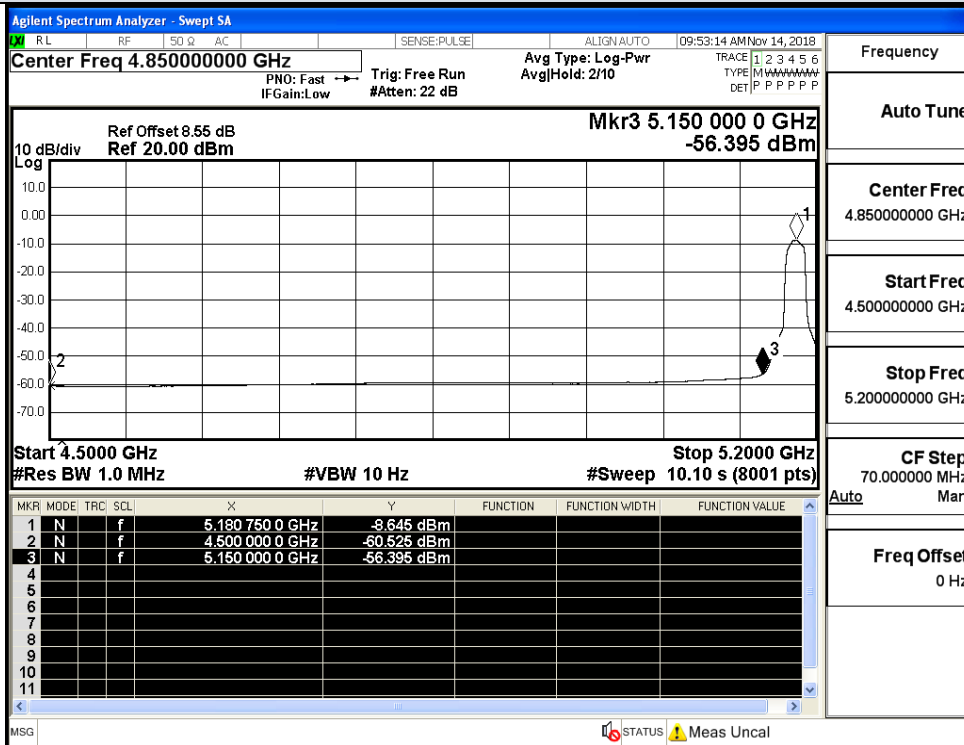 Agilent Spectrum Analyzer - Swept SA
LXI RL RF 50 Ω AC SENSE:PULSE ALIGN AUTO 09:53:14 AM Nov 14, 2018
Center Freq 4.850000000 GHz
PNO: Fast
IFGain:Low
Trig: Free Run
#Atten: 22 dB
Avg Type: Log-Pwr
Avg|Hold: 2/10
TRACE 1 2 3 4 5 6
TYPE M WWWWW
DET P P P P P P
Mkr3 5.150 000 0 GHz
-56.395 dBm
Ref Offset 8.55 dB
10 dB/div Ref 20.00 dBm
Log
10.0
0.00
-10.0
-20.0
-30.0
-40.0
-50.0
-60.0
-70.0
1
2
3
Start 4.5000 GHz Stop 5.2000 GHz
#Res BW 1.0 MHz #VBW 10 Hz #Sweep 10.10 s (8001 pts)
MKR MODE TRC SCL X Y FUNCTION FUNCTION WIDTH FUNCTION VALUE
1 N f 5.180 750 0 GHz -8.645 dBm
2 N f 4.500 000 0 GHz -60.525 dBm
3 N f 5.150 000 0 GHz -56.395 dBm
4
5
6
7
8
9
10
11
MSG STATUS Meas Uncal
Frequency
Auto Tune
Center Freq
4.850000000 GHz
Start Freq
4.500000000 GHz
Stop Freq
5.200000000 GHz
CF Step
70.000000 MHz
Auto Man
Freq Offset
0 Hz